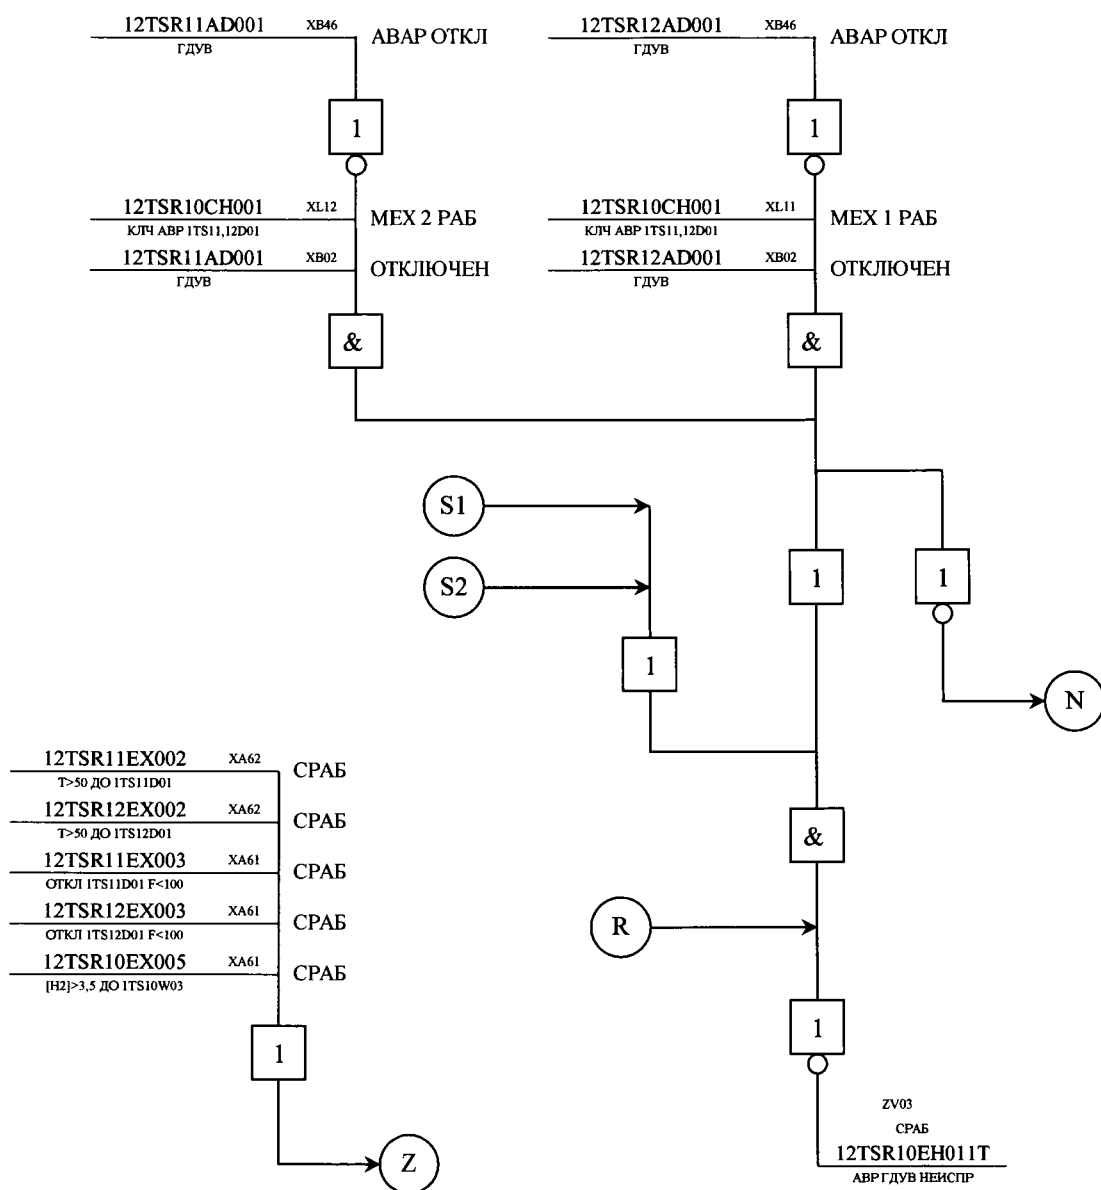 12TSR11AD001 XB46 АВАР ОТКЛ
ГДУВ
12TSR12AD001 XB46 АВАР ОТКЛ
ГДУВ
1
1
12TSR10CH001 XL12 МЕХ 2 РАБ
КЛЧ АВР 1TS11,12D01
12TSR10CH001 XL11 МЕХ 1 РАБ
КЛЧ АВР 1TS11,12D01
12TSR11AD001 XB02 ОТКЛЮЧЕН
ГДУВ
12TSR12AD001 XB02 ОТКЛЮЧЕН
ГДУВ
&
&
S1
S2
1
1
1
N
12TSR11EX002 XA62 СРАБ
T>50 ДО 1TS11D01
12TSR12EX002 XA62 СРАБ
T>50 ДО 1TS12D01
12TSR11EX003 XA61 СРАБ
ОТКЛ 1TS11D01 F<100
12TSR12EX003 XA61 СРАБ
ОТКЛ 1TS12D01 F<100
12TSR10EX005 XA61 СРАБ
[H2]>3,5 ДО 1TS10W03
&
R
1
1
Z
ZV03
СРАБ
12TSR10EH011T
АВР ГДУВ НЕИСПР